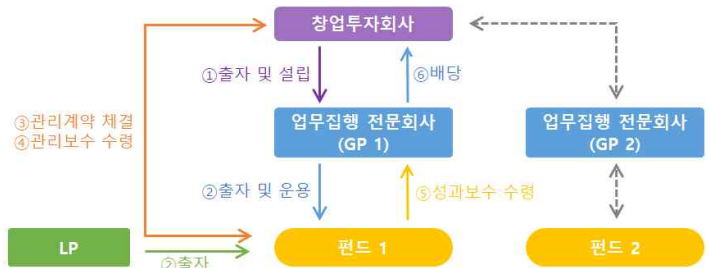 창업투자회사
①출자 및 설립
⑥배당
③관리계약 체결
④관리보수 수령
업무집행 전문회사
(GP 1)
업무집행 전문회사
(GP 2)
②출자 및 운용
⑤성과보수 수령
LP
②출자
펀드 1
펀드 2